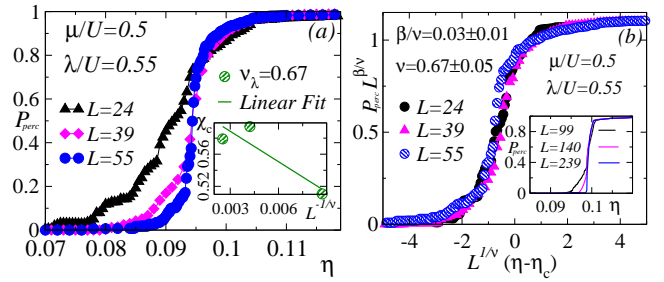 (a)
μ/U=0.5
λ/U=0.55
P_perc
L=24
L=39
L=55
ν_λ=0.67
Linear Fit
χ_c
0.56
0.52
0.003 0.006 L^{-1/ν}
1
0.8
0.6
0.4
0.2
0
0.07 0.08 0.09 0.1 0.11
η
(b)
β/ν=0.03±0.01
ν=0.67±0.05
μ/U=0.5
λ/U=0.55
P_perc L^{β/ν}
L=24
L=39
L=55
L=99
L=140
L=239
0.8
P_perc
0.4
0.09 0.1 η
1
0.5
0
-4 -2 0 2 4
L^{1/ν} (η-η_c)